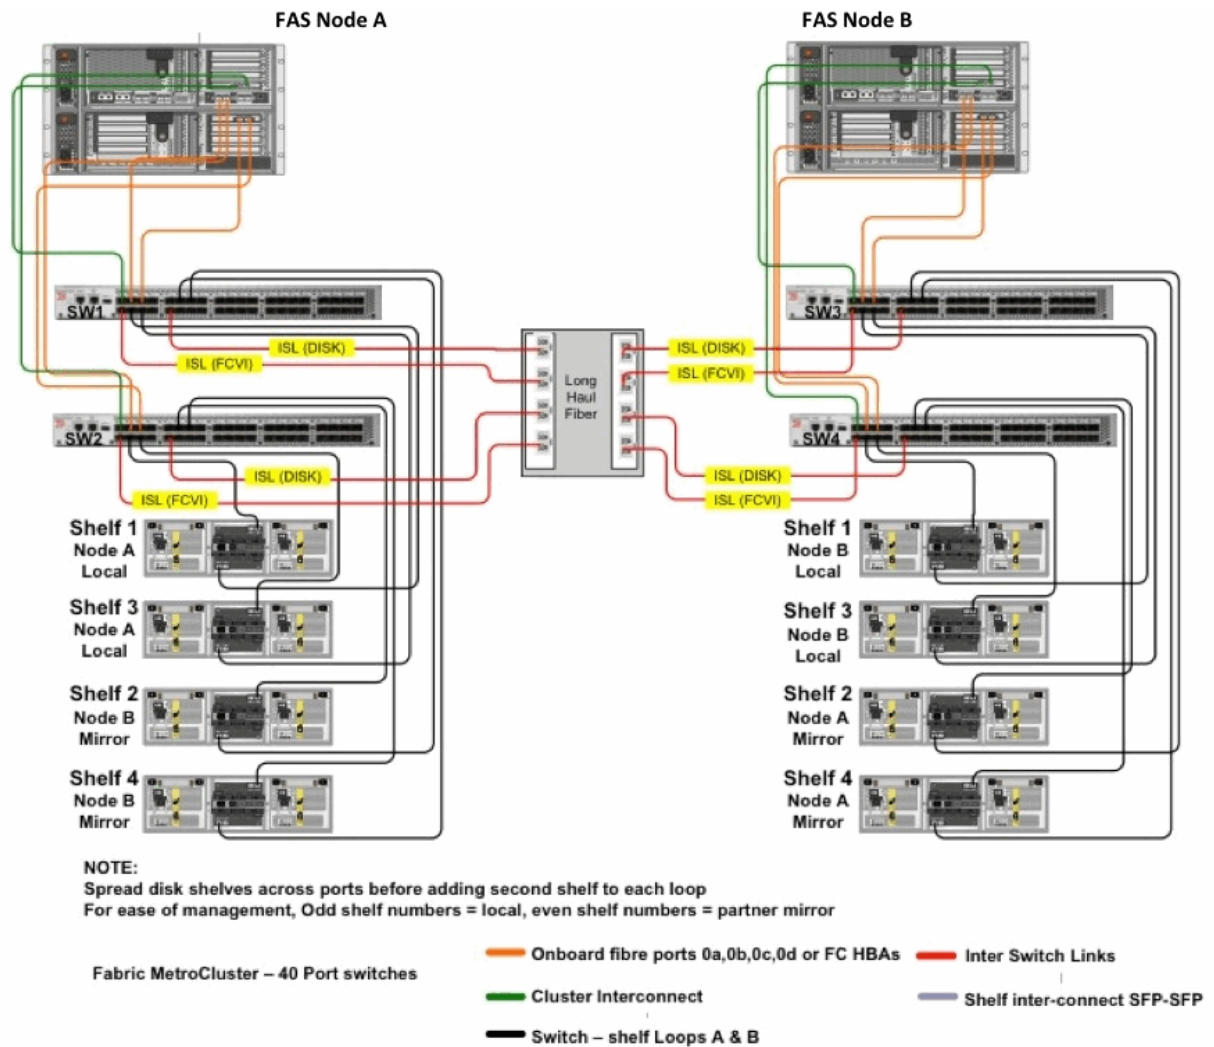 FAS Node A
FAS Node B
SW1
SW3
ISL (DISK)
ISL (FCVI)
ISL (DISK)
ISL (FCVI)
Long
Haul
Fiber
SW2
SW4
ISL (DISK)
ISL (FCVI)
ISL (DISK)
ISL (FCVI)
Shelf 1
Node A
Local
Shelf 1
Node B
Local
Shelf 3
Node A
Local
Shelf 3
Node B
Local
Shelf 2
Node B
Mirror
Shelf 2
Node A
Mirror
Shelf 4
Node B
Mirror
Shelf 4
Node A
Mirror
NOTE:
Spread disk shelves across ports before adding second shelf to each loop
For ease of management, Odd shelf numbers = local, even shelf numbers = partner mirror
Fabric MetroCluster – 40 Port switches
Onboard fibre ports 0a,0b,0c,0d or FC HBAs
Inter Switch Links
Cluster Interconnect
Shelf inter-connect SFP-SFP
Switch – shelf Loops A & B